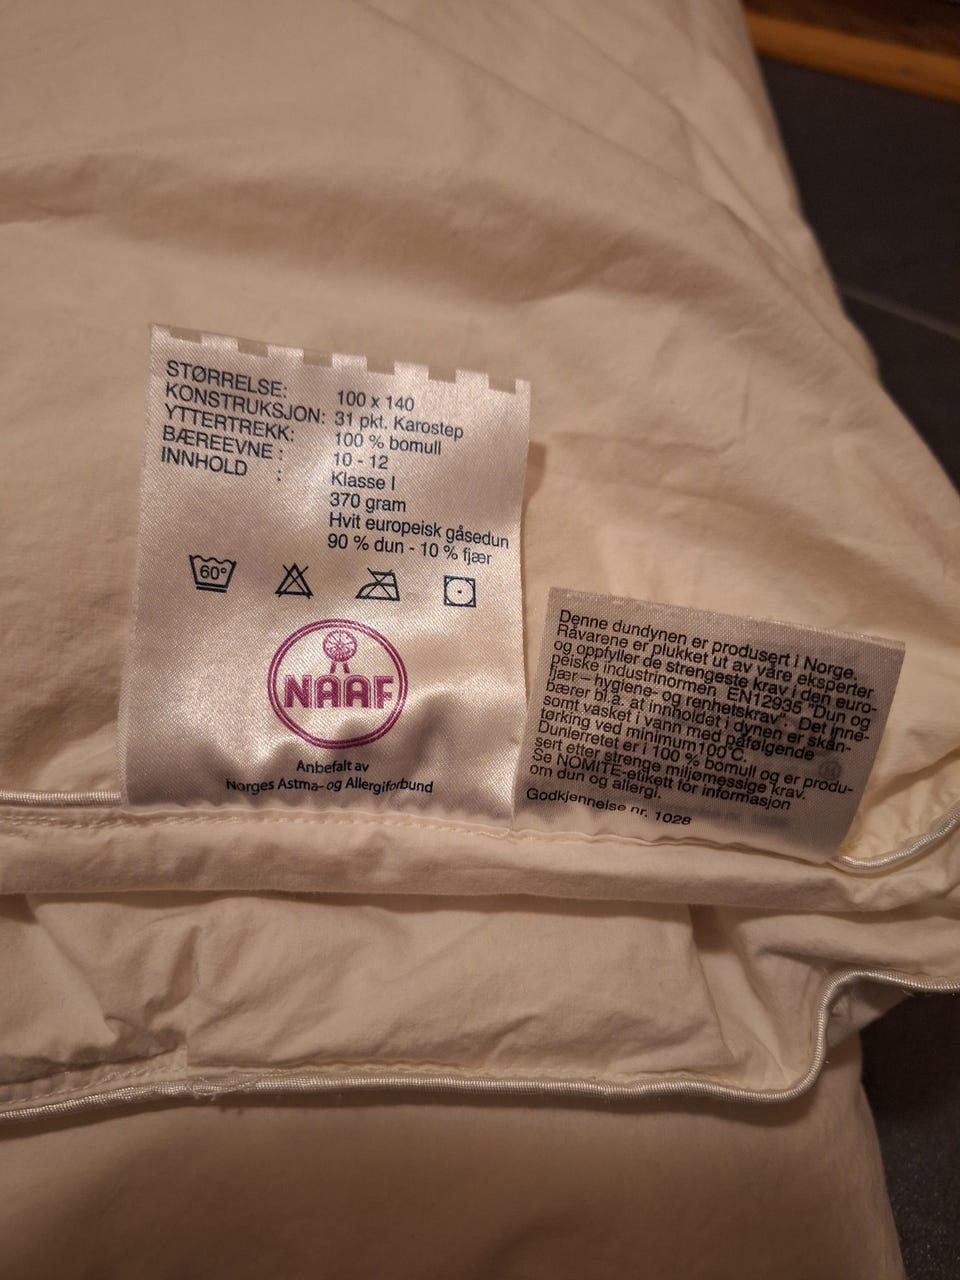 STØRRELSE: 100 x 140
KONSTRUKSJON: 31 pkt. Karostep
YTTERTREKK: 100 % bomull
BÆREEVNE : 10 - 12
INNHOLD : Klasse I
370 gram
Hvit europeisk gåsedun
90 % dun - 10 % fjær
60°
NAAF
Anbefalt av
Norges Astma- og Allergiforbund
Denne dundynen er produsert i Norge.
Råvarene er plukket ut av våre eksperter
og oppfyller de strengeste krav i den euro-
peiske industrinormen EN12935 "Dun og
fjær – hygiene- og renhetskrav". Det inne-
bærer bl.a. at innholdet i dynen er skån-
somt vasket i vann med påfølgende
tørking ved minimum100°C.
Dunlerretet er i 100 % bomull og er produ-
sert etter strenge miljømessige krav.
Se NOMITE-etikett for informasjon
om dun og allergi.
Godkjennelse nr. 1028